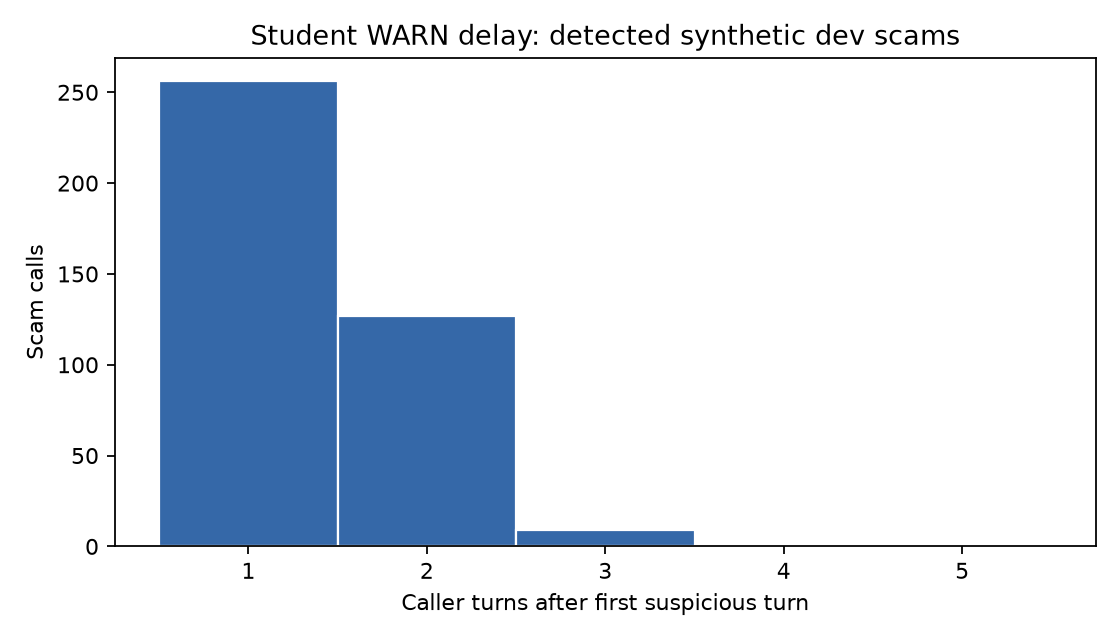 Student WARN delay: detected synthetic dev scams
250
200
150
100
50
0
Scam calls
1 2 3 4 5
Caller turns after first suspicious turn